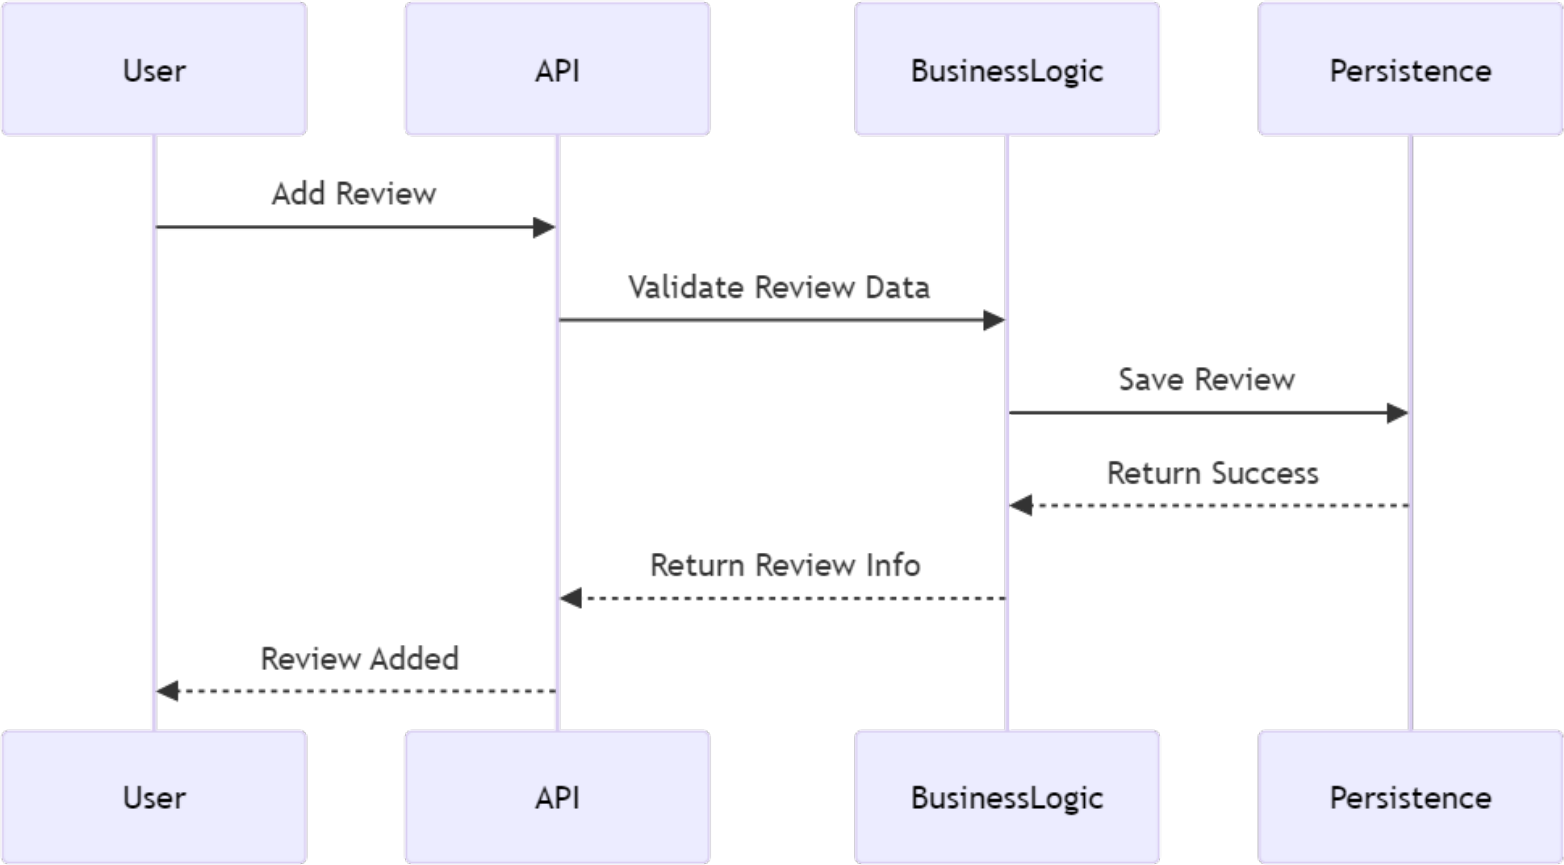 User
API
BusinessLogic
Persistence
Add Review
Validate Review Data
Save Review
Return Success
Return Review Info
Review Added
User
API
BusinessLogic
Persistence